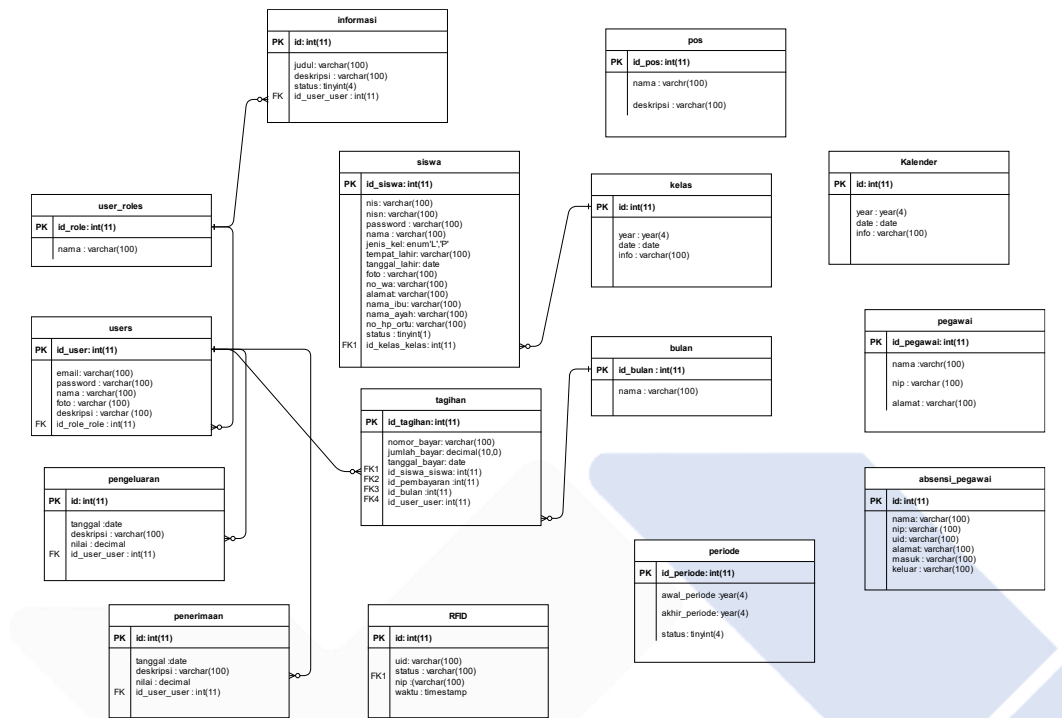 informasi
PK id: int(11)
judul: varchar(100)
deskripsi : varchar(100)
status: tinyint(4)
FK id_user_user : int(11)
pos
PK id_pos: int(11)
nama : varchr(100)
deskripsi : varchar(100)
siswa
PK id_siswa: int(11)
nis: varchar(100)
nisn: varchar(100)
password : varchar(100)
nama : varchar(100)
jenis_kel: enum'L','P'
tempat_lahir: varchar(100)
tanggal_lahir: date
foto : varchar(100)
no_wa: varchar(100)
alamat: varchar(100)
nama_ibu: varchar(100)
nama_ayah: varchar(100)
no_hp_ortu: varchar(100)
status : tinyint(1)
FK1 id_kelas_kelas: int(11)
kelas
PK id: int(11)
year : year(4)
date : date
info : varchar(100)
Kalender
PK id: int(11)
year : year(4)
date : date
info : varchar(100)
user_roles
PK id_role: int(11)
nama : varchar(100)
users
PK id_user: int(11)
email: varchar(100)
password : varchar(100)
nama : varchar(100)
foto : varchar (100)
deskripsi : varchar (100)
FK id_role_role : int(11)
bulan
PK id_bulan : int(11)
nama : varchar(100)
pegawai
PK id_pegawai: int(11)
nama :varchr(100)
nip : varchar (100)
alamat : varchar(100)
tagihan
PK id_tagihan: int(11)
nomor_bayar: varchar(100)
jumlah_bayar: decimal(10,0)
tanggal_bayar: date
FK1 id_siswa_siswa: int(11)
FK2 id_pembayaran :int(11)
FK3 id_bulan :int(11)
FK4 id_user_user: int(11)
pengeluaran
PK id: int(11)
tanggal :date
deskripsi : varchar(100)
nilai : decimal
FK id_user_user : int(11)
absensi_pegawai
PK id: int(11)
nama: varchar(100)
nip: varchar (100)
uid: varchar(100)
alamat: varchar(100)
masuk : varchar(100)
keluar : varchar(100)
periode
PK id_periode: int(11)
awal_periode :year(4)
akhir_periode: year(4)
status: tinyint(4)
penerimaan
PK id: int(11)
tanggal :date
deskripsi : varchar(100)
nilai : decimal
FK id_user_user : int(11)
RFID
PK id: int(11)
uid: varchar(100)
FK1 status : varchar(100)
nip :(varchar(100)
waktu : timestamp